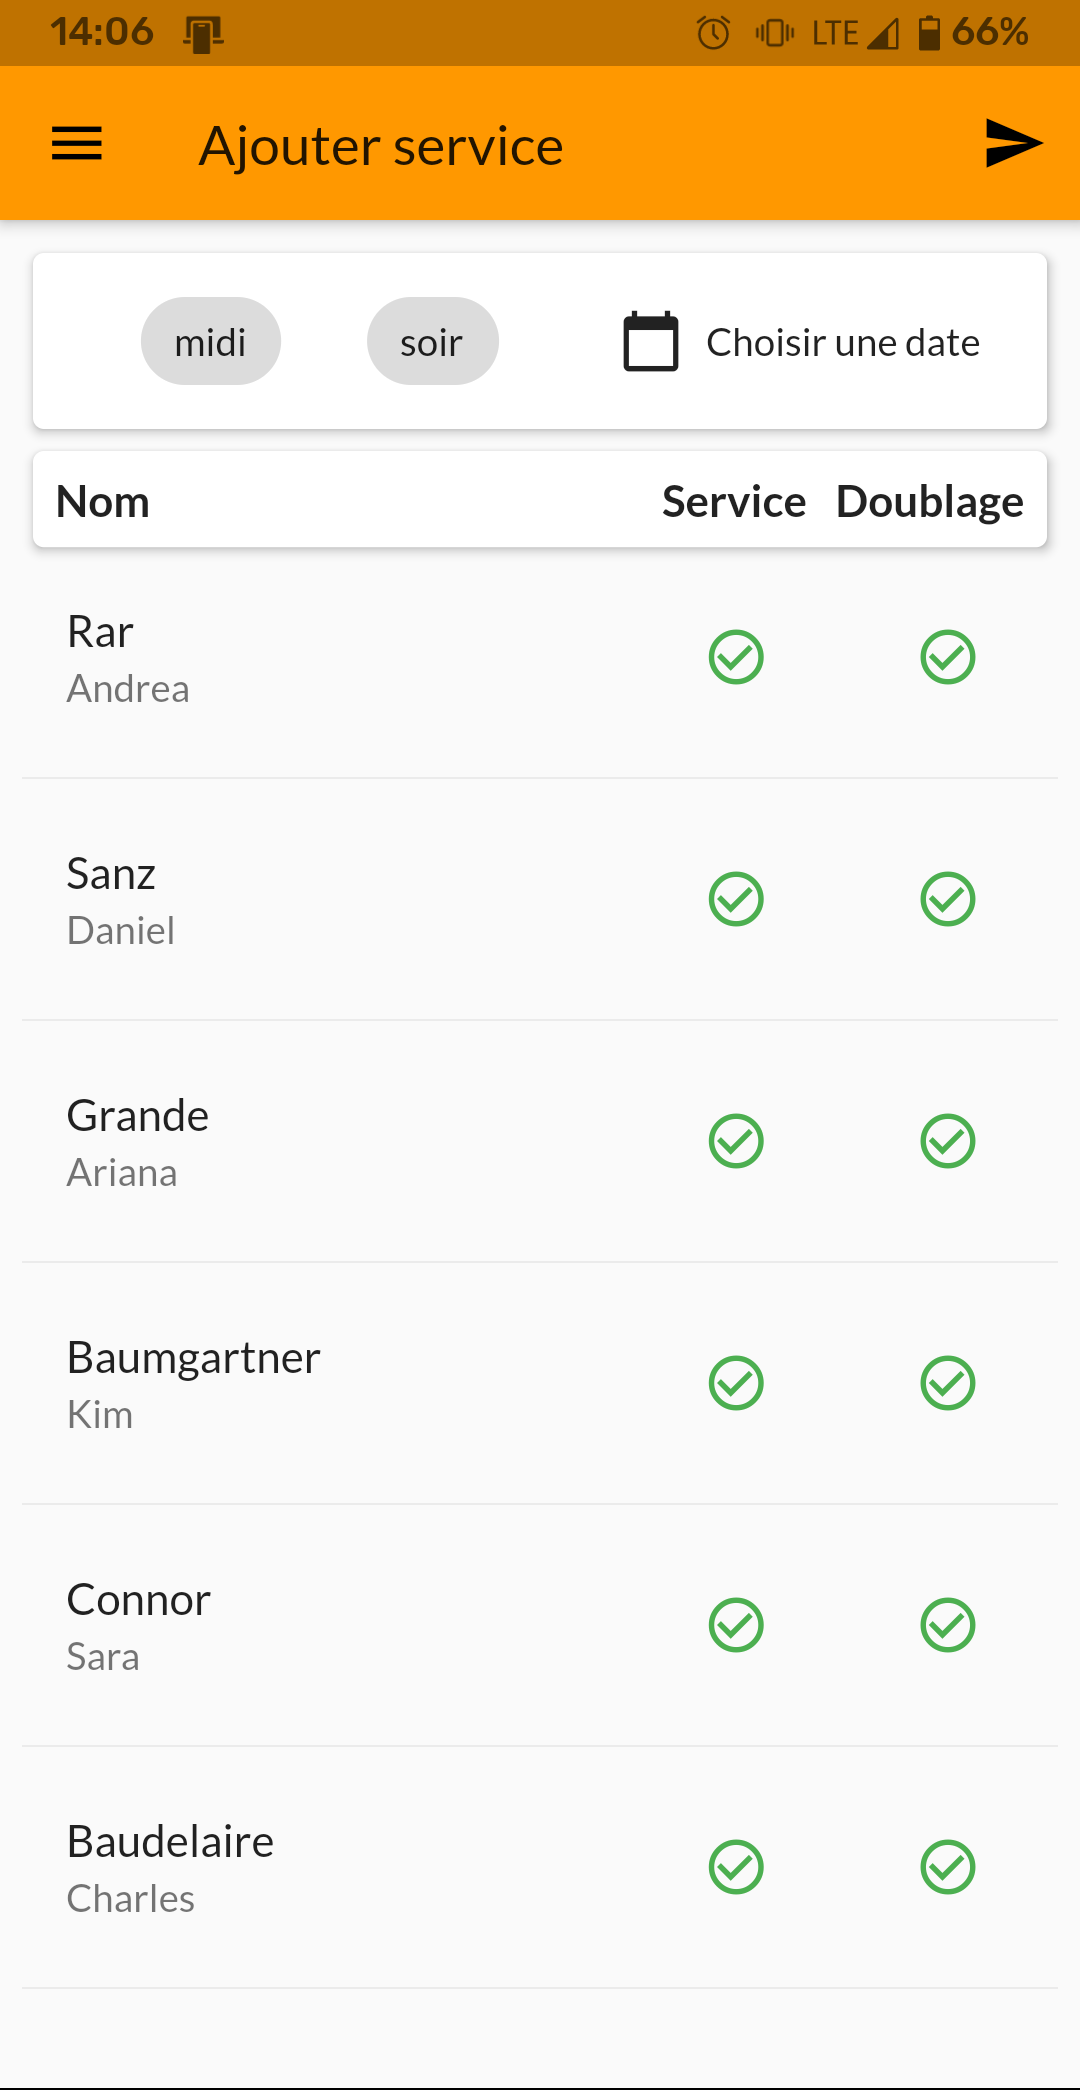 14:06 LTE 66%
Ajouter service
midi soir Choisir une date
Nom Service Doublage
Rar
Andrea
Sanz
Daniel
Grande
Ariana
Baumgartner
Kim
Connor
Sara
Baudelaire
Charles